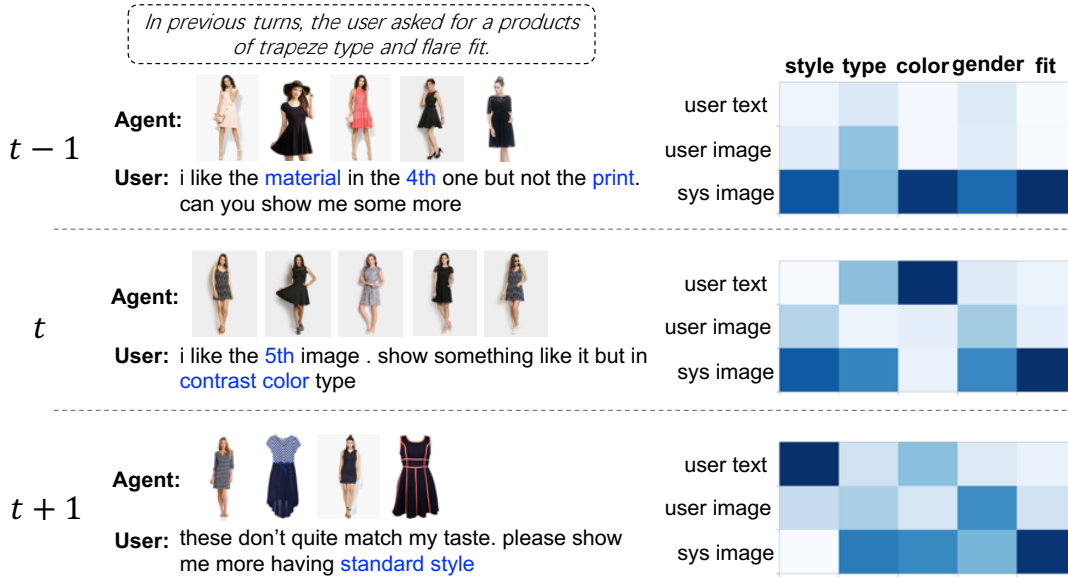 In previous turns, the user asked for a products
of trapeze type and flare fit.
style type color gender fit
t − 1
Agent:
User: i like the material in the 4th one but not the print.
can you show me some more
user text
user image
sys image
t
Agent:
User: i like the 5th image . show something like it but in
contrast color type
user text
user image
sys image
t + 1
Agent:
User: these don’t quite match my taste. please show
me more having standard style
user text
user image
sys image